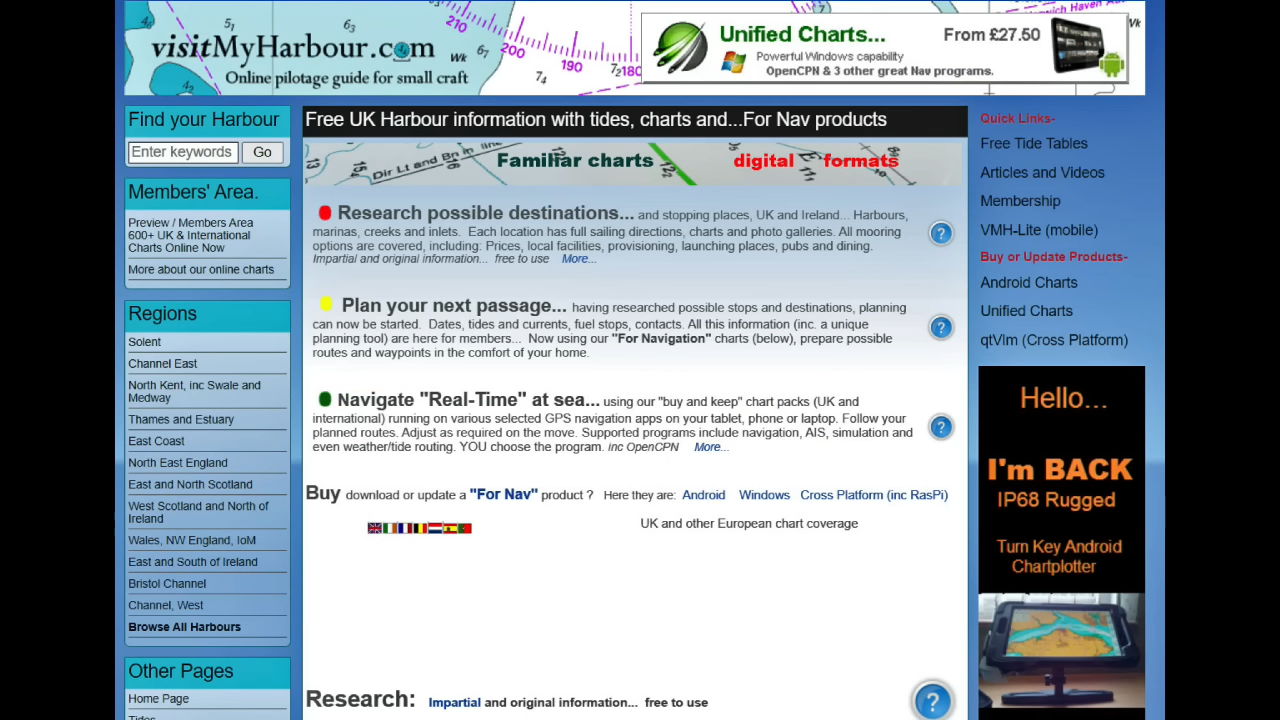 visitMyHarbour.com
Online pilotage guide for small craft
Unified Charts...
From £27.50
Powerful Windows capability
OpenCPN & 3 other great Nav programs.
Wk
Wk
210
200
190
180
Find your Harbour
Enter keywords
Go
Members' Area.
Preview / Members Area
600+ UK & International
Charts Online Now
More about our online charts
Regions
Solent
Channel East
North Kent, inc Swale and
Medway
Thames and Estuary
East Coast
North East England
East and North Scotland
West Scotland and North of
Ireland
Wales, NW England, IoM
East and South of Ireland
Bristol Channel
Channel, West
Browse All Harbours
Other Pages
Home Page
Tides
Free UK Harbour information with tides, charts and...For Nav products
Dir Lt and Bn in line
Familiar charts
digital formats
Research possible destinations... and stopping places, UK and Ireland... Harbours,
marinas, creeks and inlets. Each location has full sailing directions, charts and photo galleries. All mooring
options are covered, including: Prices, local facilities, provisioning, launching places, pubs and dining.
Impartial and original information... free to use More...
Plan your next passage... having researched possible stops and destinations, planning
can now be started. Dates, tides and currents, fuel stops, contacts. All this information (inc. a unique
planning tool) are here for members... Now using our "For Navigation" charts (below), prepare possible
routes and waypoints in the comfort of your home.
Navigate "Real-Time" at sea... using our "buy and keep" chart packs (UK and
international) running on various selected GPS navigation apps on your tablet, phone or laptop. Follow your
planned routes. Adjust as required on the move. Supported programs include navigation, AIS, simulation and
even weather/tide routing. YOU choose the program. inc OpenCPN More...
Buy download or update a "For Nav" product ? Here they are: Android Windows Cross Platform (inc RasPi)
UK and other European chart coverage
Research: Impartial and original information... free to use
Quick Links-
Free Tide Tables
Articles and Videos
Membership
VMH-Lite (mobile)
Buy or Update Products-
Android Charts
Unified Charts
qtVlm (Cross Platform)
Hello...
I'm BACK
IP68 Rugged
Turn Key Android
Chartplotter